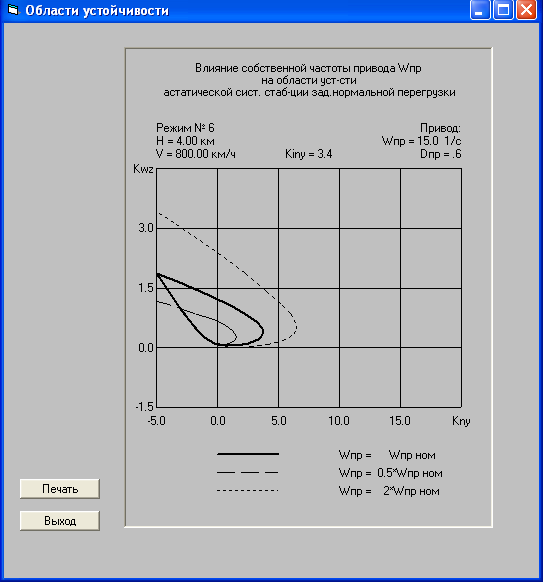 Области устойчивости
Влияние собственной частоты привода Wпр
на области уст-сти
астатической сист. стаб-ции зад.нормальной перегрузки
Режим № 6
Привод:
H = 4.00 км
Wпр = 15.0 1/с
V = 800.00 км/ч
Kiny = 3.4
Dпр = .6
Kwz
3.0
1.5
0.0
-1.5
-5.0 0.0 5.0 10.0 15.0 Kny
Wпр = Wпр ном
Wпр = 0.5*Wпр ном
Wпр = 2*Wпр ном
Печать
Выход